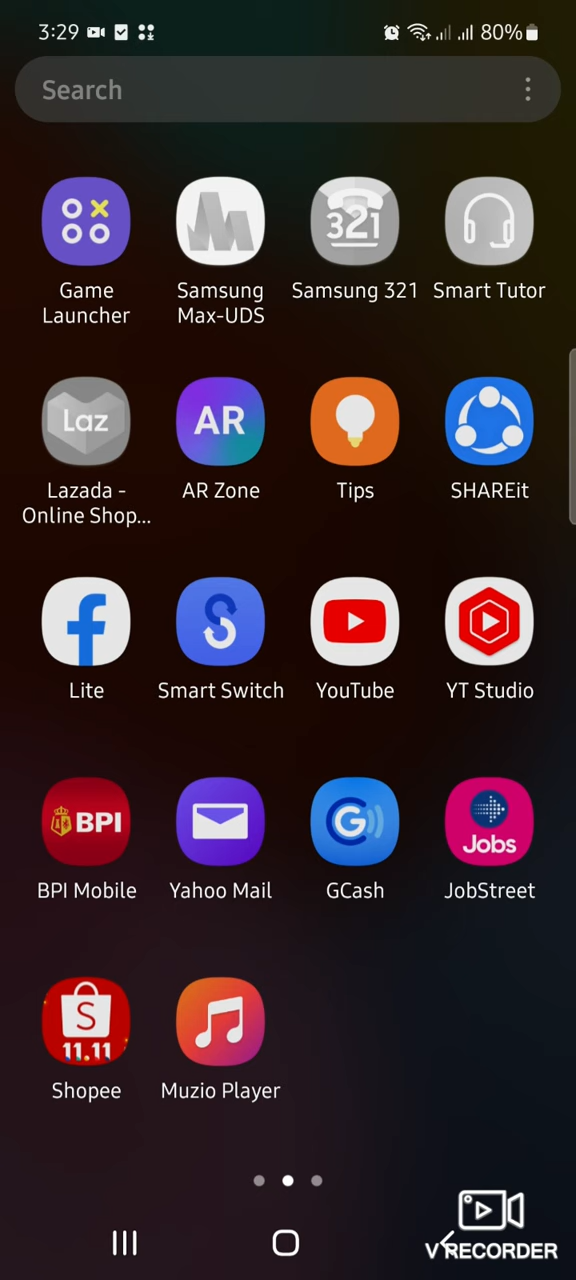 3:29
80%
Search
321
Game
Launcher
Samsung
Max-UDS
Samsung 321
Smart Tutor
Laz
AR
Lazada -
Online Shop...
AR Zone
Tips
SHAREit
Lite
Smart Switch
YouTube
YT Studio
BPI
G
Jobs
BPI Mobile
Yahoo Mail
GCash
JobStreet
S
11.11
Shopee
Muzio Player
V RECORDER